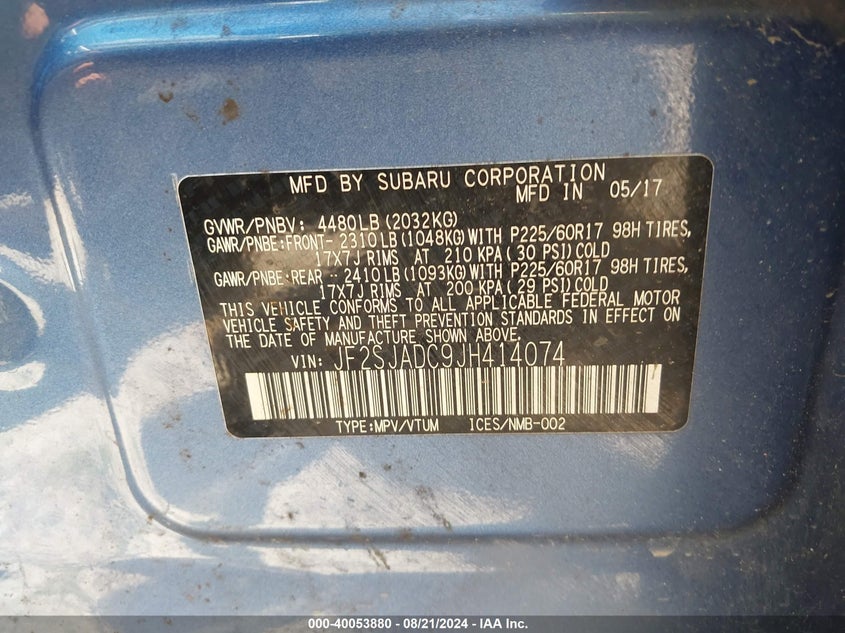 MFD BY SUBARU CORPORATION
MFD IN 05/17
GVWR/PNBV: 4480LB (2032KG)
GAWR/PNBE:FRONT- 2310LB (1048KG) WITH P225/60R17 98H TIRES,
17X7J RIMS AT 210 KPA ( 30 PSI) COLD
GAWR/PNBE:REAR - 2410LB (1093KG) WITH P225/60R17 98H TIRES,
17X7J RIMS AT 200 KPA ( 29 PSI) COLD
THIS VEHICLE CONFORMS TO ALL APPLICABLE FEDERAL MOTOR
VEHICLE SAFETY AND THEFT PREVENTION STANDARDS IN EFFECT ON
THE DATE OF MANUFACTURE SHOWN ABOVE.
VIN: JF2SJADC9JH414074
TYPE:MPV/VTUM ICES/NMB-002
000-40053880 - 08/21/2024 - IAA Inc.